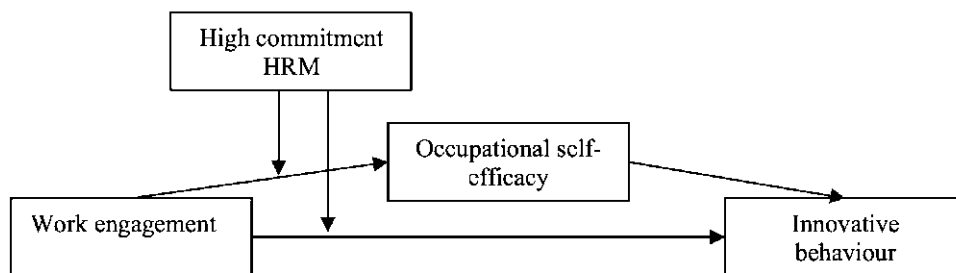 High commitment
HRM
Occupational self-
efficacy
Work engagement
Innovative
behaviour